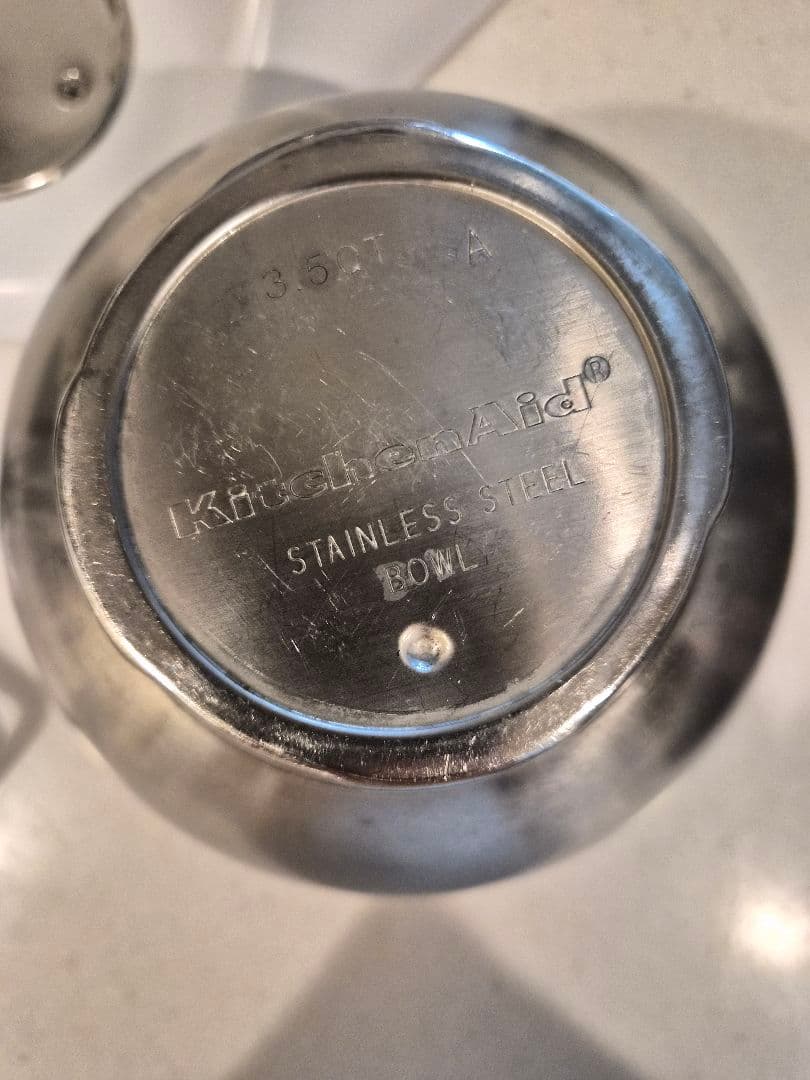 3.5QT. A
KitchenAid®
STAINLESS STEEL
BOWL